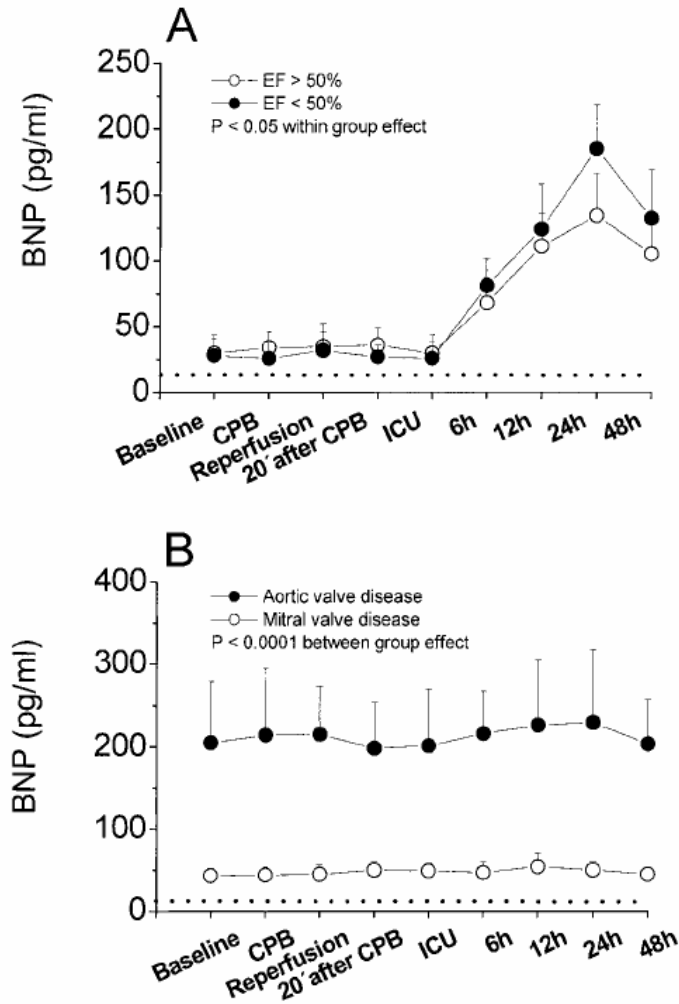 A
250
200
150
100
50
0
BNP (pg/ml)
EF > 50%
EF < 50%
P < 0.05 within group effect
Baseline
CPB
Reperfusion
20´after CPB
ICU
6h
12h
24h
48h
B
400
300
200
100
0
BNP (pg/ml)
Aortic valve disease
Mitral valve disease
P < 0.0001 between group effect
Baseline
CPB
Reperfusion
20´after CPB
ICU
6h
12h
24h
48h